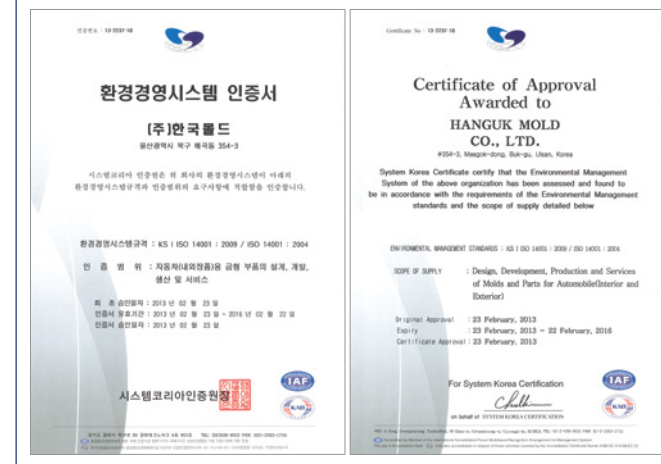 인증번호 : 13-2237-18
환경경영시스템 인증서
(주)한국몰드
울산광역시 북구 매곡동 354-3
시스템코리아 인증원은 위 회사의 환경경영시스템이 아래의
환경경영시스템규격과 인증범위의 요구사항에 적합함을 인증합니다.
환경경영시스템규격 : KS I ISO 14001 : 2009 / ISO 14001 : 2004
인 증 범 위 : 자동차(내외장품)용 금형 부품의 설계, 개발,
생산 및 서비스
최 초 승인일자 : 2013 년 02 월 23 일
인증서 유효기간 : 2013 년 02 월 23 일 ~ 2016 년 02 월 22 일
인증서 승인일자 : 2013 년 02 월 23 일
시스템코리아인증원장
IAF
KAB
Certificate No : 13-2237-18
Certificate of Approval
Awarded to
HANGUK MOLD
CO., LTD.
#354-3, Maegok-dong, Buk-gu, Ulsan, Korea
System Korea Certificate certify that the Environmental Management
System of the above organization has been assessed and found to
be in accordance with the requirements of the Environmental Management
standards and the scope of supply detailed below
ENVIRONMENTAL MANAGEMENT STANDARDS : KS I ISO 14001 : 2009 / ISO 14001 : 2004
SCOPE OF SUPPLY : Design, Development, Production and Services
of Molds and Parts for Automobile(Interior and
Exterior)
Original Approval : 23 February, 2013
Expiry : 23 February, 2013 ~ 22 February, 2016
Certificate Approval : 23 February, 2013
For System Korea Certification
on behalf of SYSTEM KOREA CERTIFICATION
IAF
KAB